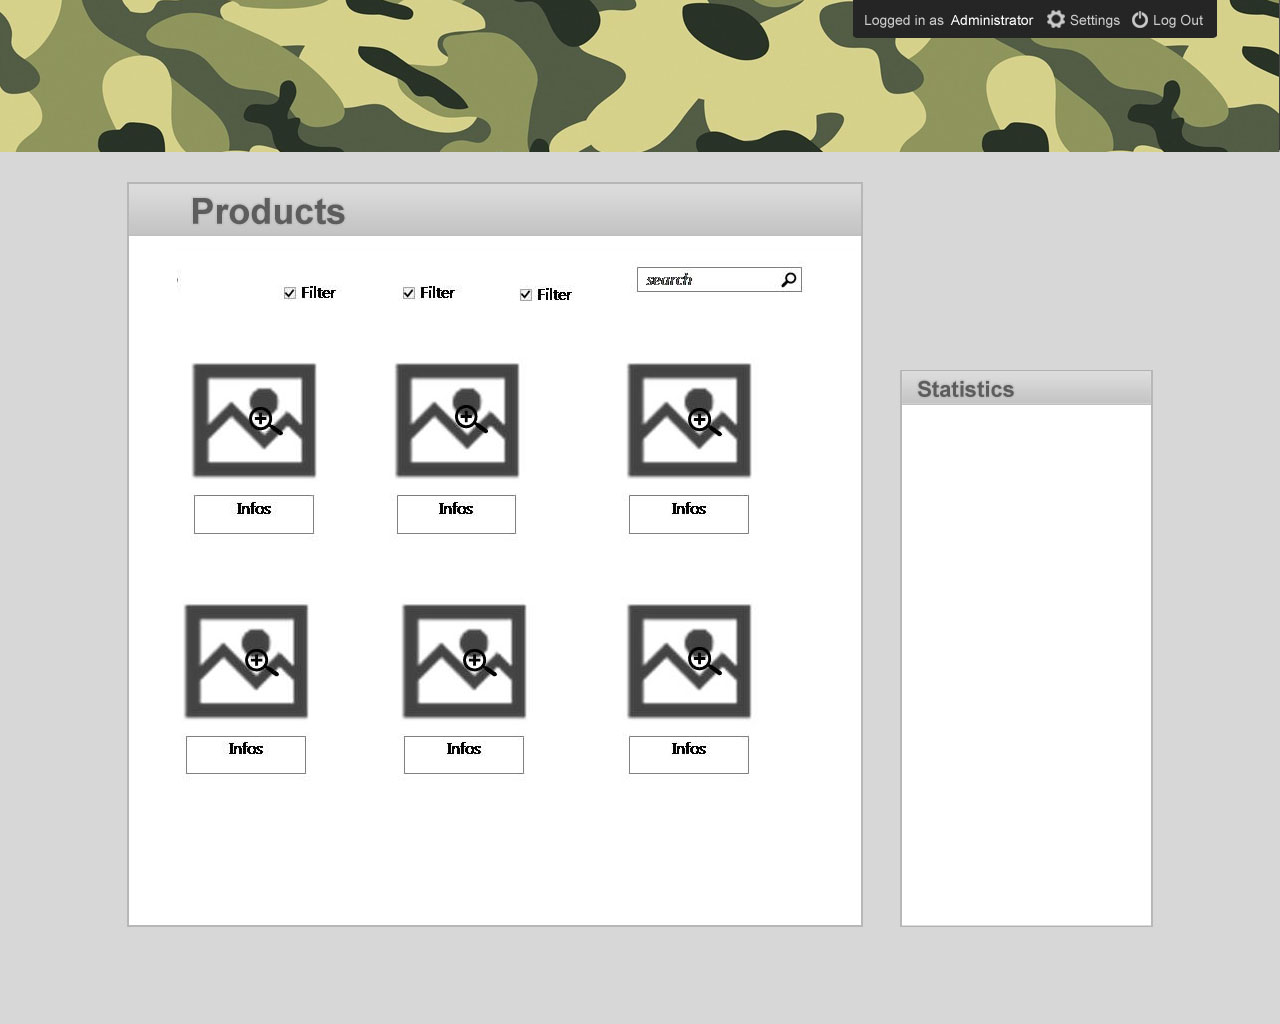 Logged in as Administrator Settings Log Out
Products
search
Filter Filter Filter
Statistics
Infos Infos Infos
Infos Infos Infos